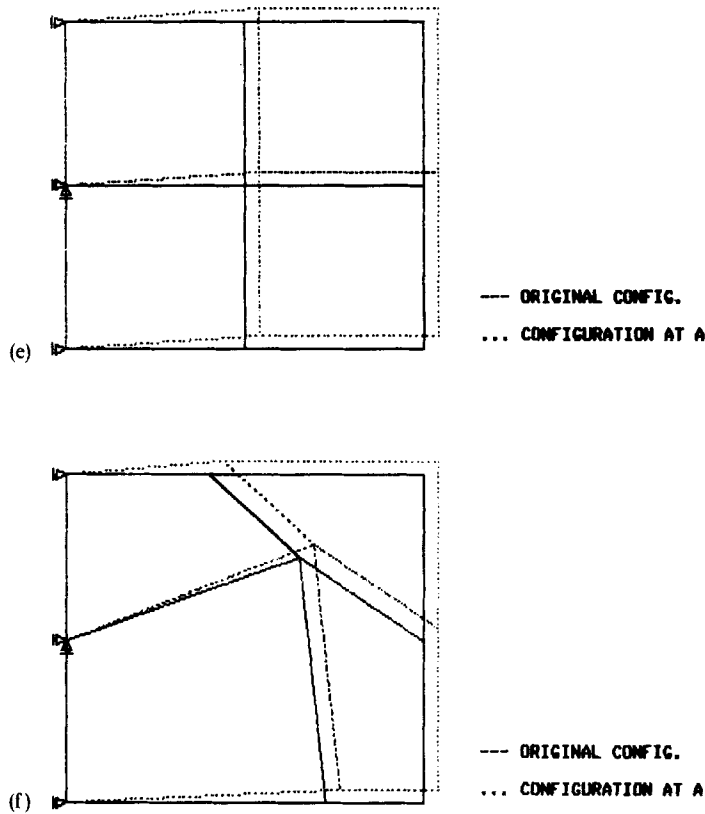 --- ORIGINAL CONFIG.
... CONFIGURATION AT A
(e)
--- ORIGINAL CONFIG.
... CONFIGURATION AT A
(f)